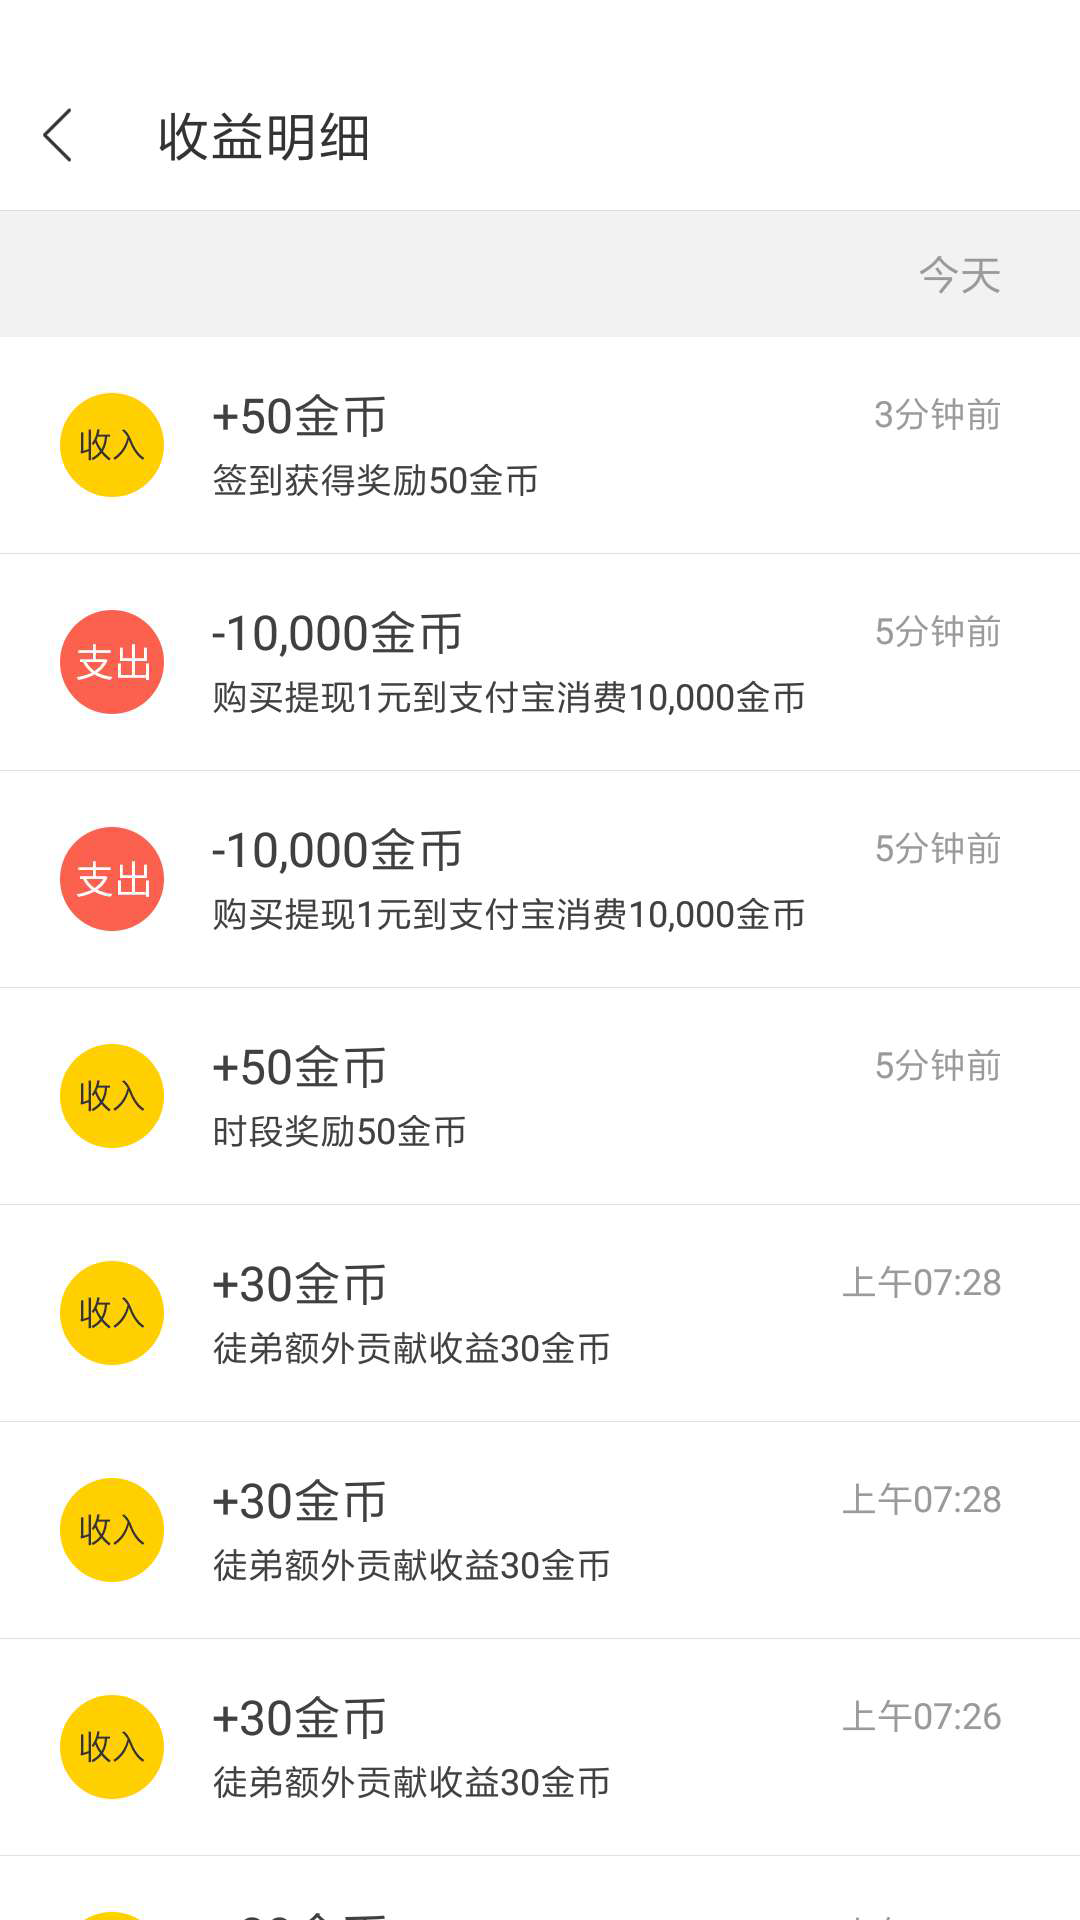 收益明细
今天
收入
+50金币
3分钟前
签到获得奖励50金币
支出
-10,000金币
5分钟前
购买提现1元到支付宝消费10,000金币
支出
-10,000金币
5分钟前
购买提现1元到支付宝消费10,000金币
收入
+50金币
5分钟前
时段奖励50金币
收入
+30金币
上午07:28
徒弟额外贡献收益30金币
收入
+30金币
上午07:28
徒弟额外贡献收益30金币
收入
+30金币
上午07:26
徒弟额外贡献收益30金币